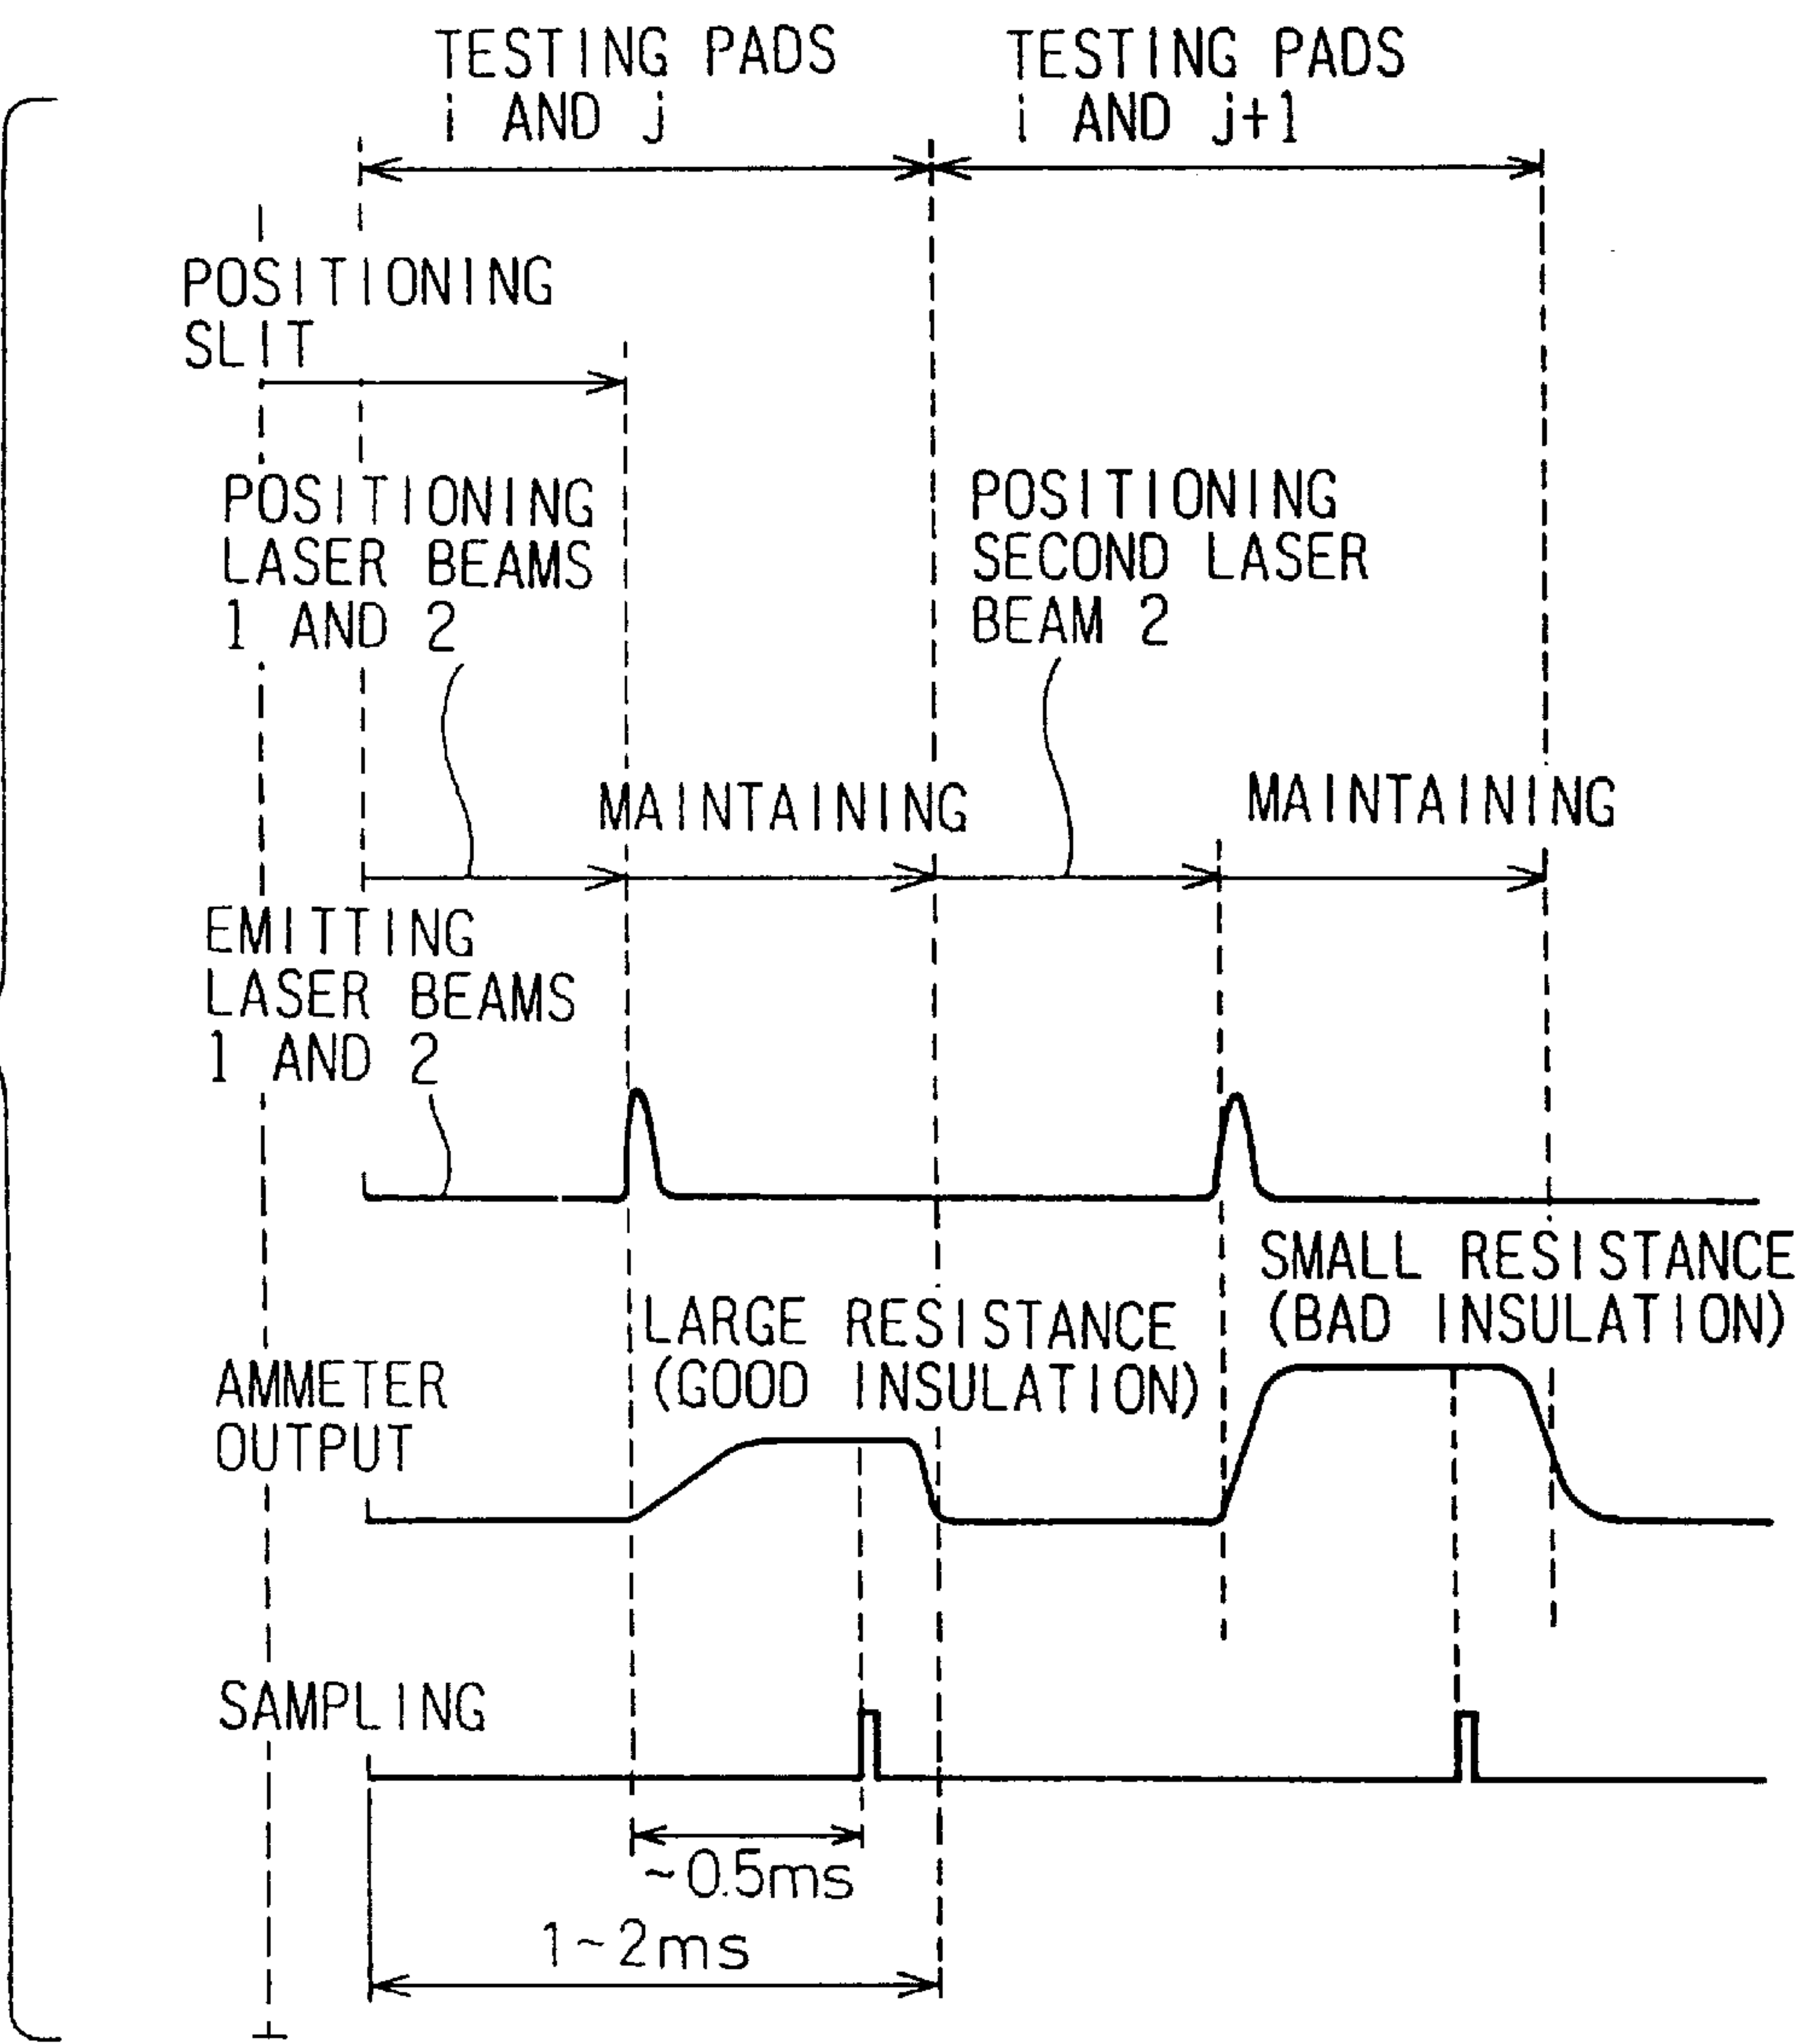 TESTING PADS
i AND j
TESTING PADS
i AND j+1
POSITIONING
SLIT
POSITIONING
LASER BEAMS
1 AND 2
POSITIONING
SECOND LASER
BEAM 2
MAINTAINING
MAINTAINING
EMITTING
LASER BEAMS
1 AND 2
SMALL RESISTANCE
(BAD INSULATION)
LARGE RESISTANCE
(GOOD INSULATION)
AMMETER
OUTPUT
SAMPLING
~0.5ms
1~2ms